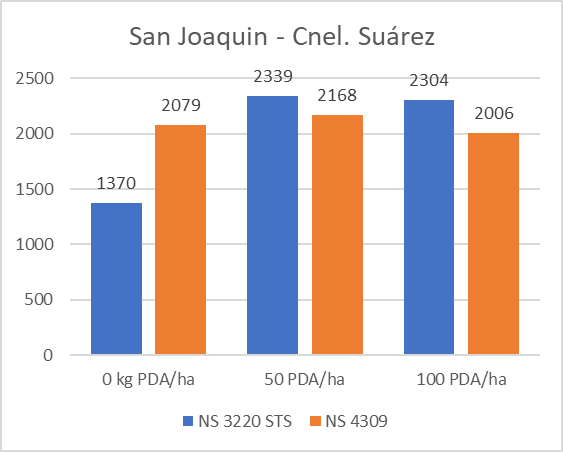 San Joaquin - Cnel. Suárez
2500
2000
1500
1000
500
0
1370
2079
2339
2168
2304
2006
0 kg PDA/ha
50 PDA/ha
100 PDA/ha
NS 3220 STS
NS 4309